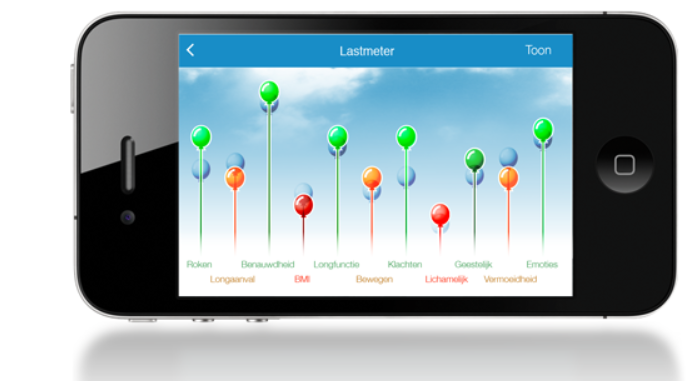 Lastmeter
Toon
Roken Benauwdheid Longfunctie Klachten Geestelijk Emoties
Longaanval BMI Bewegen Lichamelijk Vermoeidheid